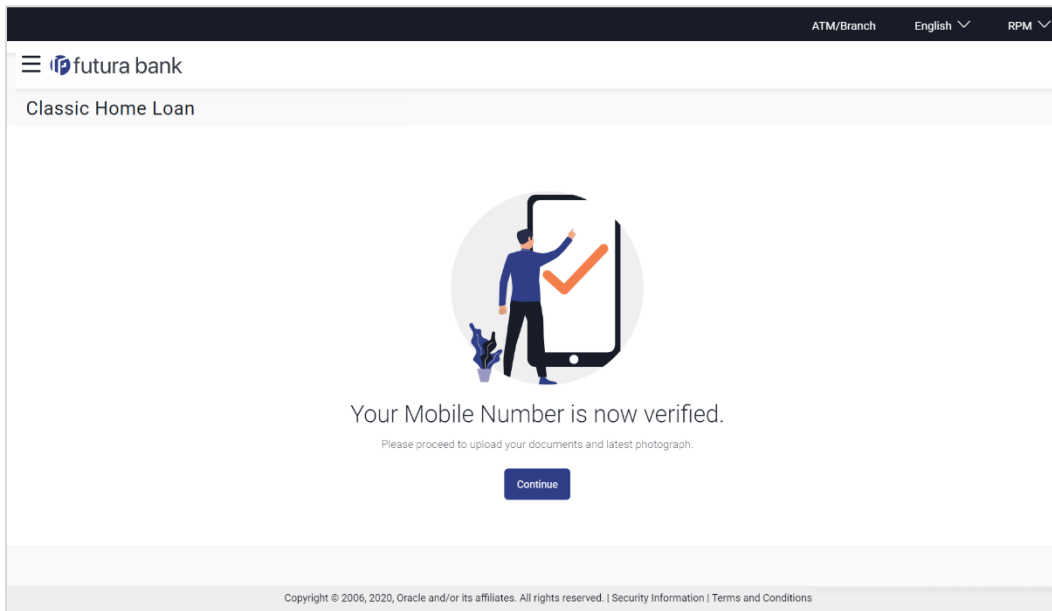 ATM/Branch English RPM
futura bank
Classic Home Loan
Your Mobile Number is now verified.
Please proceed to upload your documents and latest photograph.
Continue
Copyright © 2006, 2020, Oracle and/or its affiliates. All rights reserved. | Security Information | Terms and Conditions